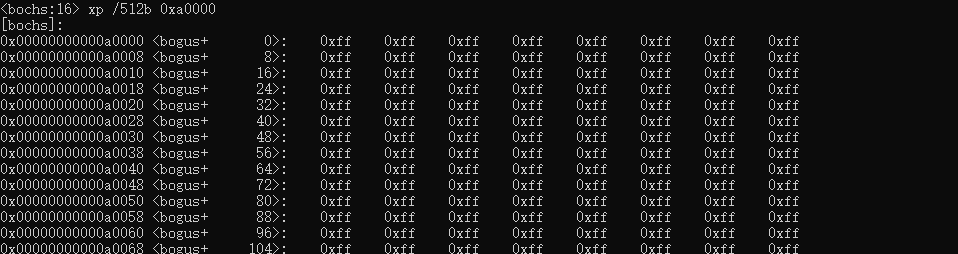 <bochs:16> xp /512b 0xa0000
[bochs]:
0x00000000000a0000 <bogus+       0>:    0xff    0xff    0xff    0xff    0xff    0xff    0xff    0xff
0x00000000000a0008 <bogus+       8>:    0xff    0xff    0xff    0xff    0xff    0xff    0xff    0xff
0x00000000000a0010 <bogus+      16>:    0xff    0xff    0xff    0xff    0xff    0xff    0xff    0xff
0x00000000000a0018 <bogus+      24>:    0xff    0xff    0xff    0xff    0xff    0xff    0xff    0xff
0x00000000000a0020 <bogus+      32>:    0xff    0xff    0xff    0xff    0xff    0xff    0xff    0xff
0x00000000000a0028 <bogus+      40>:    0xff    0xff    0xff    0xff    0xff    0xff    0xff    0xff
0x00000000000a0030 <bogus+      48>:    0xff    0xff    0xff    0xff    0xff    0xff    0xff    0xff
0x00000000000a0038 <bogus+      56>:    0xff    0xff    0xff    0xff    0xff    0xff    0xff    0xff
0x00000000000a0040 <bogus+      64>:    0xff    0xff    0xff    0xff    0xff    0xff    0xff    0xff
0x00000000000a0048 <bogus+      72>:    0xff    0xff    0xff    0xff    0xff    0xff    0xff    0xff
0x00000000000a0050 <bogus+      80>:    0xff    0xff    0xff    0xff    0xff    0xff    0xff    0xff
0x00000000000a0058 <bogus+      88>:    0xff    0xff    0xff    0xff    0xff    0xff    0xff    0xff
0x00000000000a0060 <bogus+      96>:    0xff    0xff    0xff    0xff    0xff    0xff    0xff    0xff
0x00000000000a0068 <bogus+     104>:    0xff    0xff    0xff    0xff    0xff    0xff    0xff    0xff